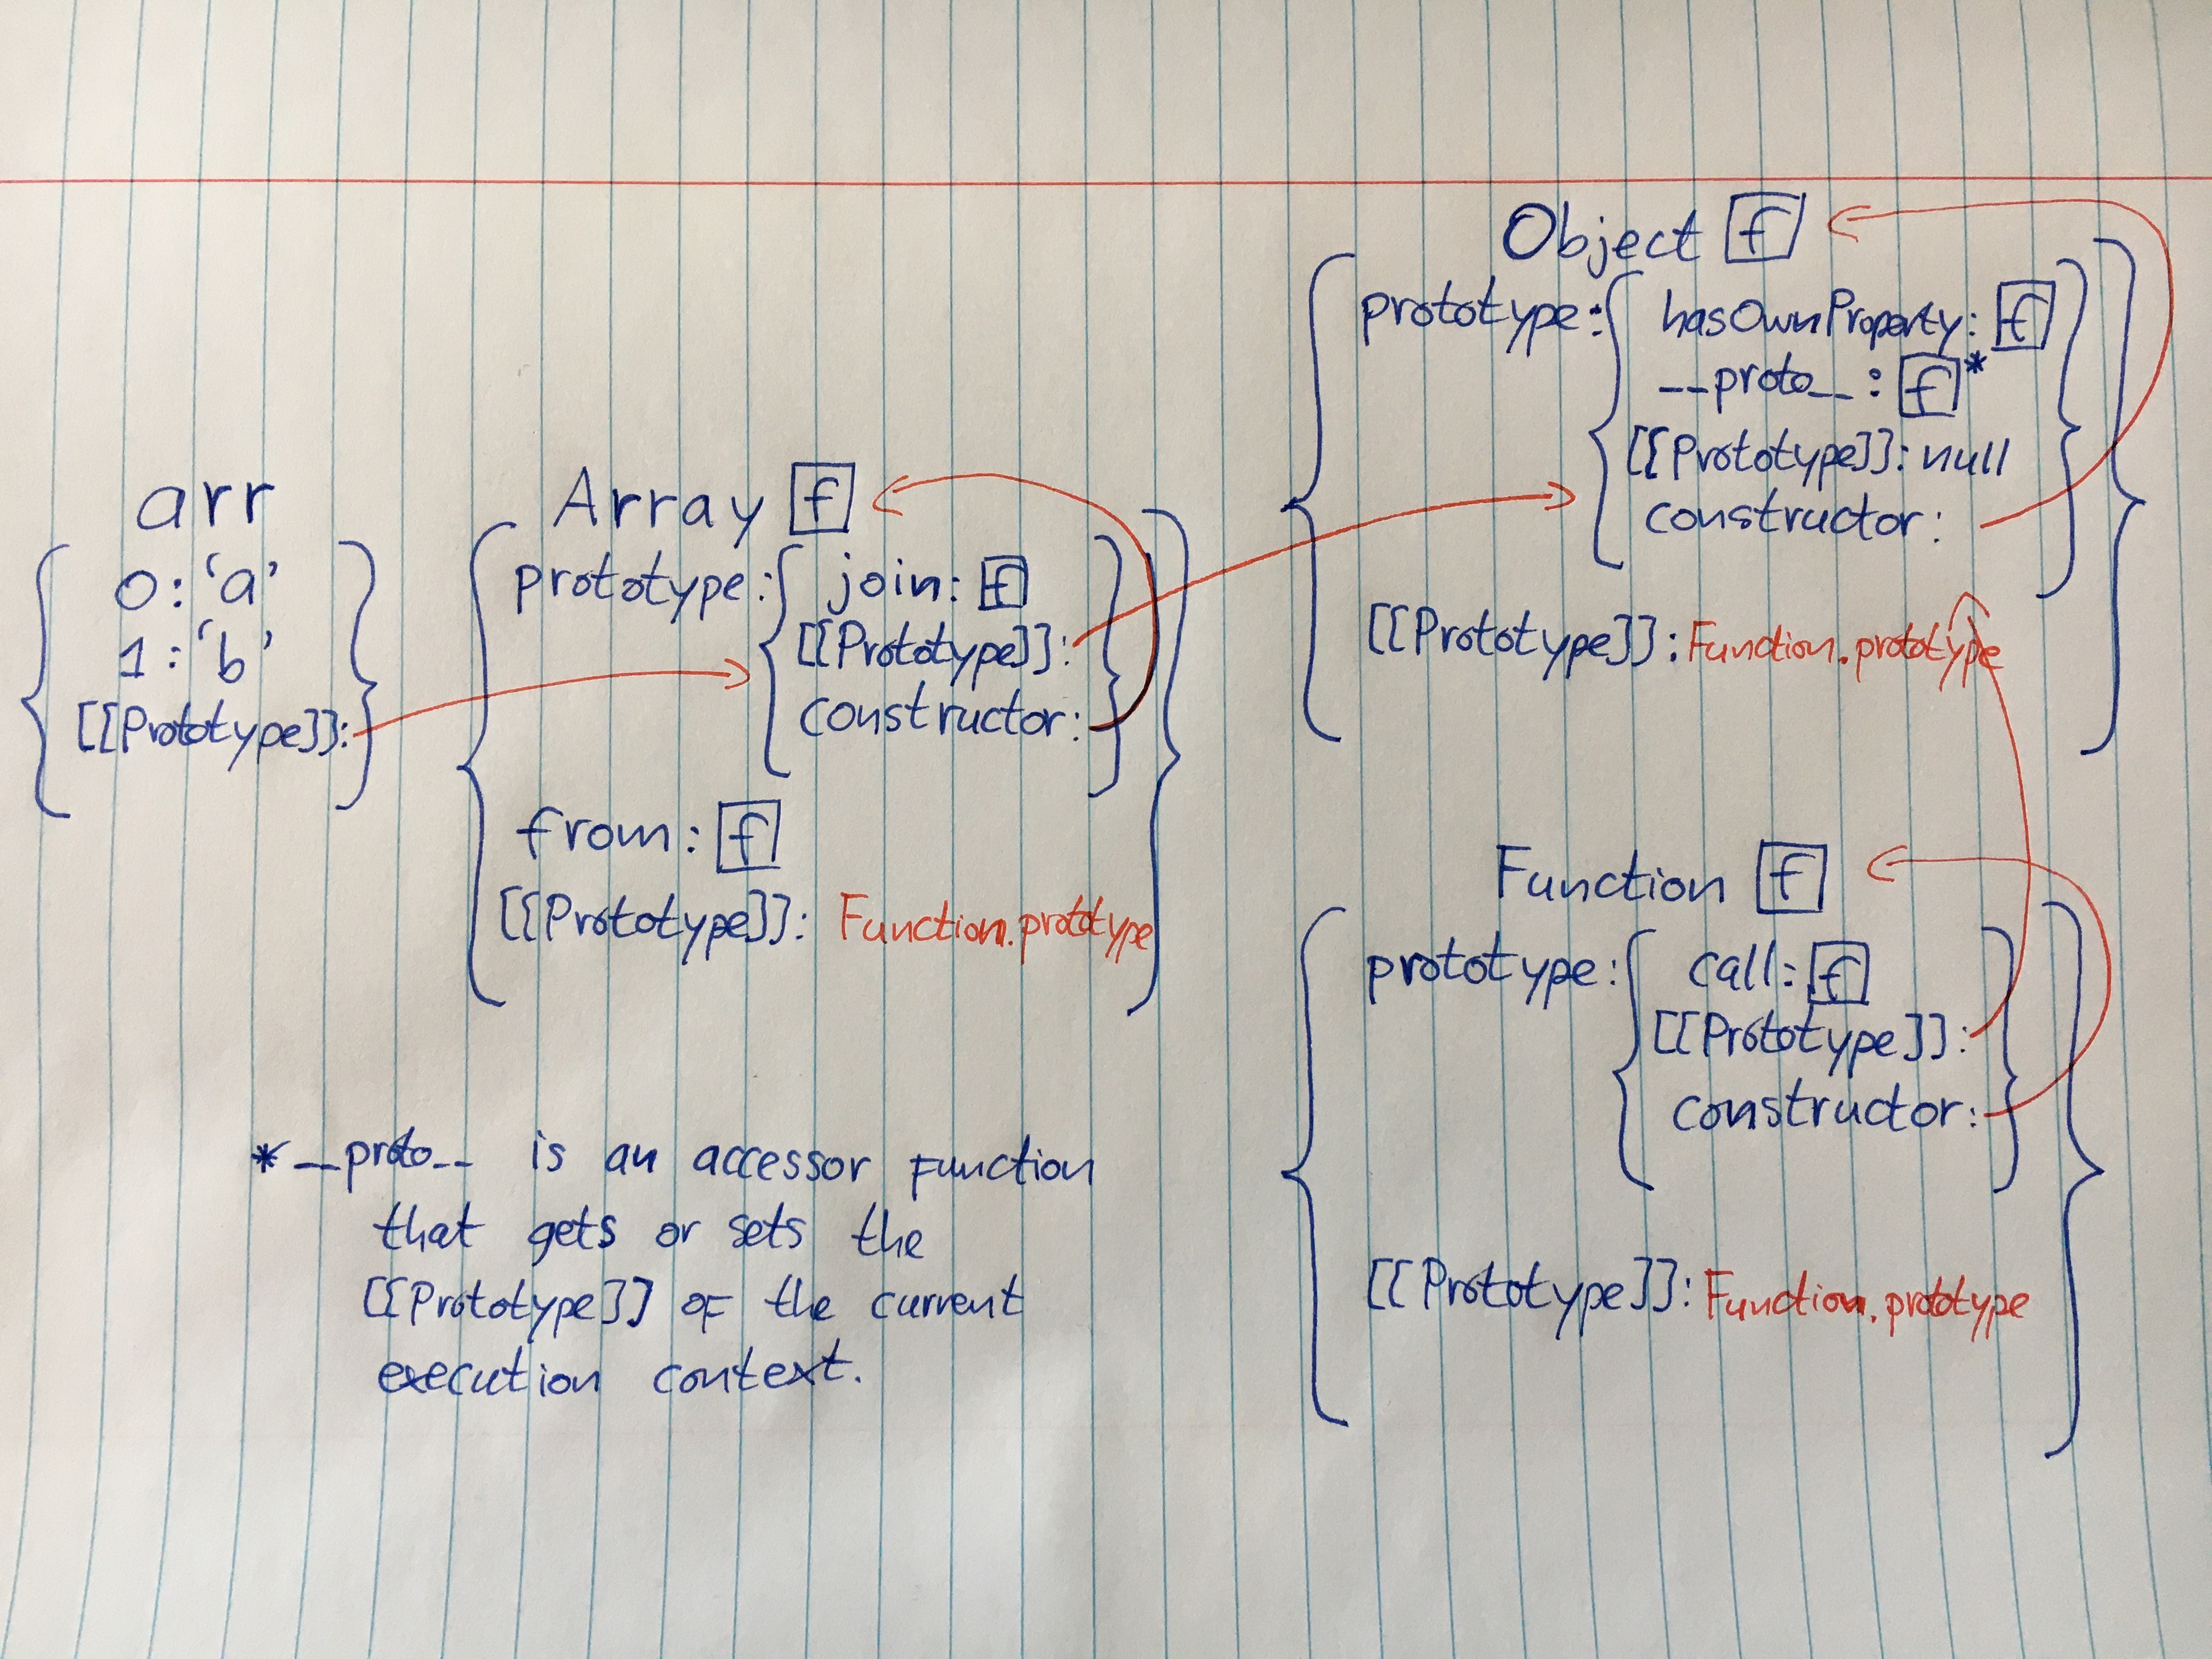 arr
0: 'a'
1: 'b'
[[Prototype]]:
Array f
prototype: join: f
[[Prototype]]:
constructor:
from: f
[[Prototype]]: Function.prototype
Object f
prototype: hasOwnProperty: f
__proto__: f*
[[Prototype]]: null
constructor:
[[Prototype]]: Function.prototype
Function f
prototype: call: f
[[Prototype]]:
constructor:
[[Prototype]]: Function.prototype
* __proto__ is an accessor function
that gets or sets the
[[Prototype]] of the current
execution context.